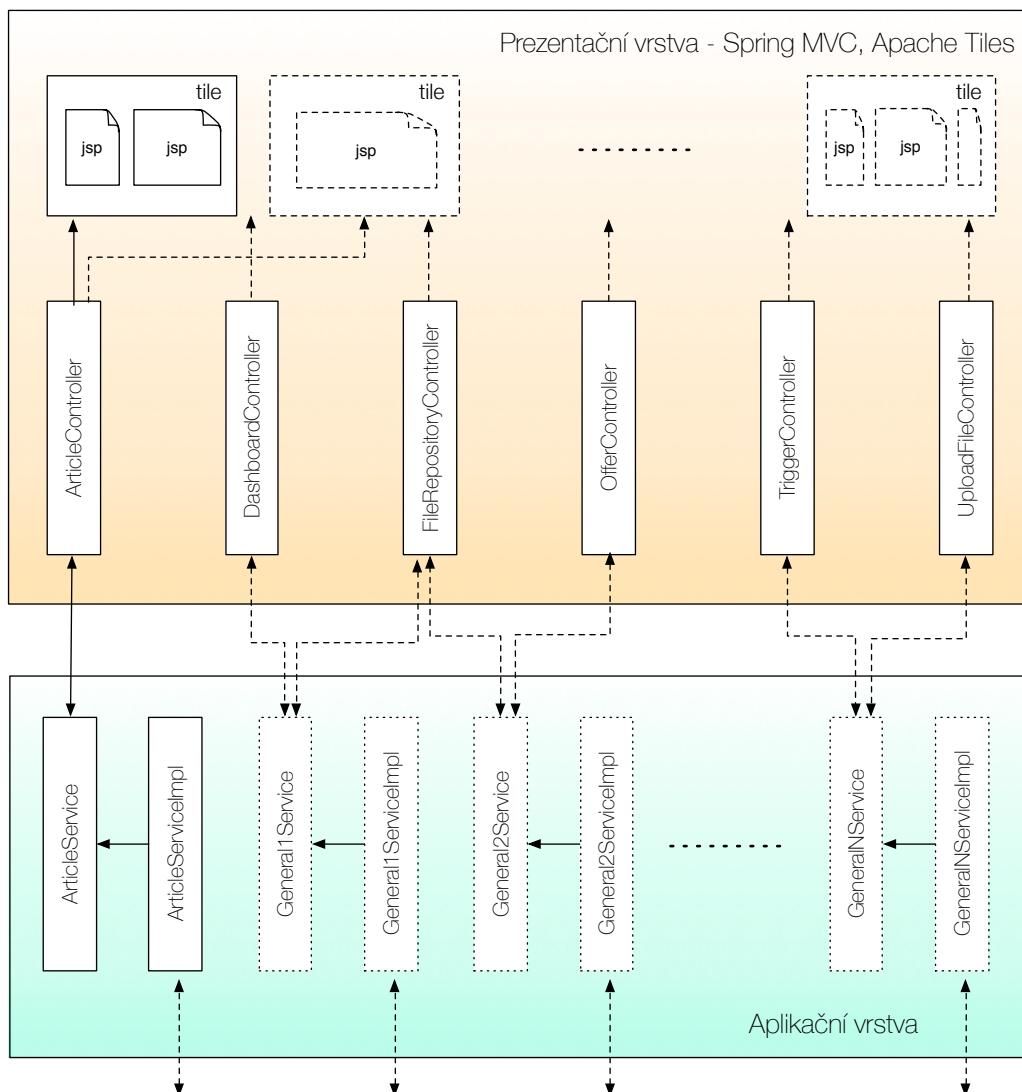 Prezentační vrstva - Spring MVC, Apache Tiles
tile
jsp
jsp
tile
jsp
tile
jsp
jsp
ArticleController
DashboardController
FileRepositoryController
OfferController
TriggerController
UploadFileController
ArticleService
ArticleServiceImpl
General1Service
General1ServiceImpl
General2Service
General2ServiceImpl
GeneralNService
GeneralNServiceImpl
Aplikační vrstva